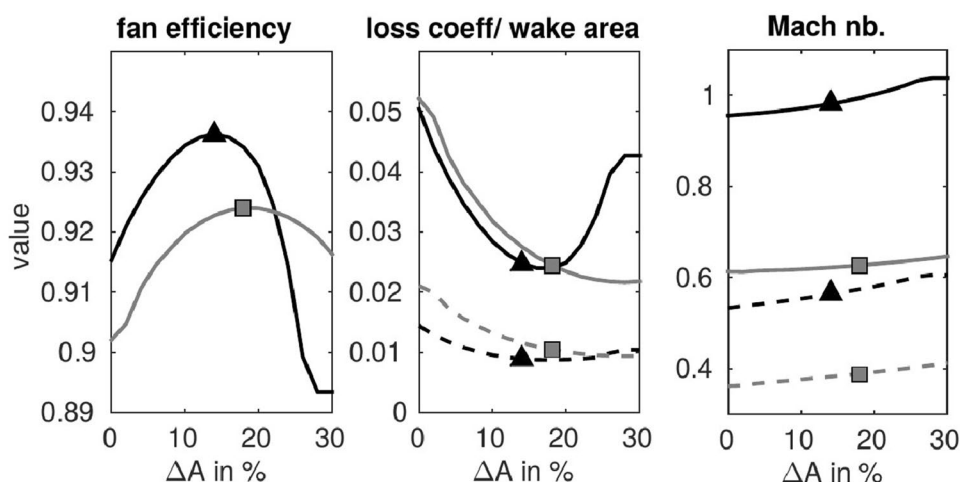 fan efficiency
value
0.94
0.93
0.92
0.91
0.9
0.89
0 10 20 30
ΔA in %
loss coeff/ wake area
0.05
0.04
0.03
0.02
0.01
0
0 10 20 30
ΔA in %
Mach nb.
1
0.8
0.6
0.4
0 10 20 30
ΔA in %